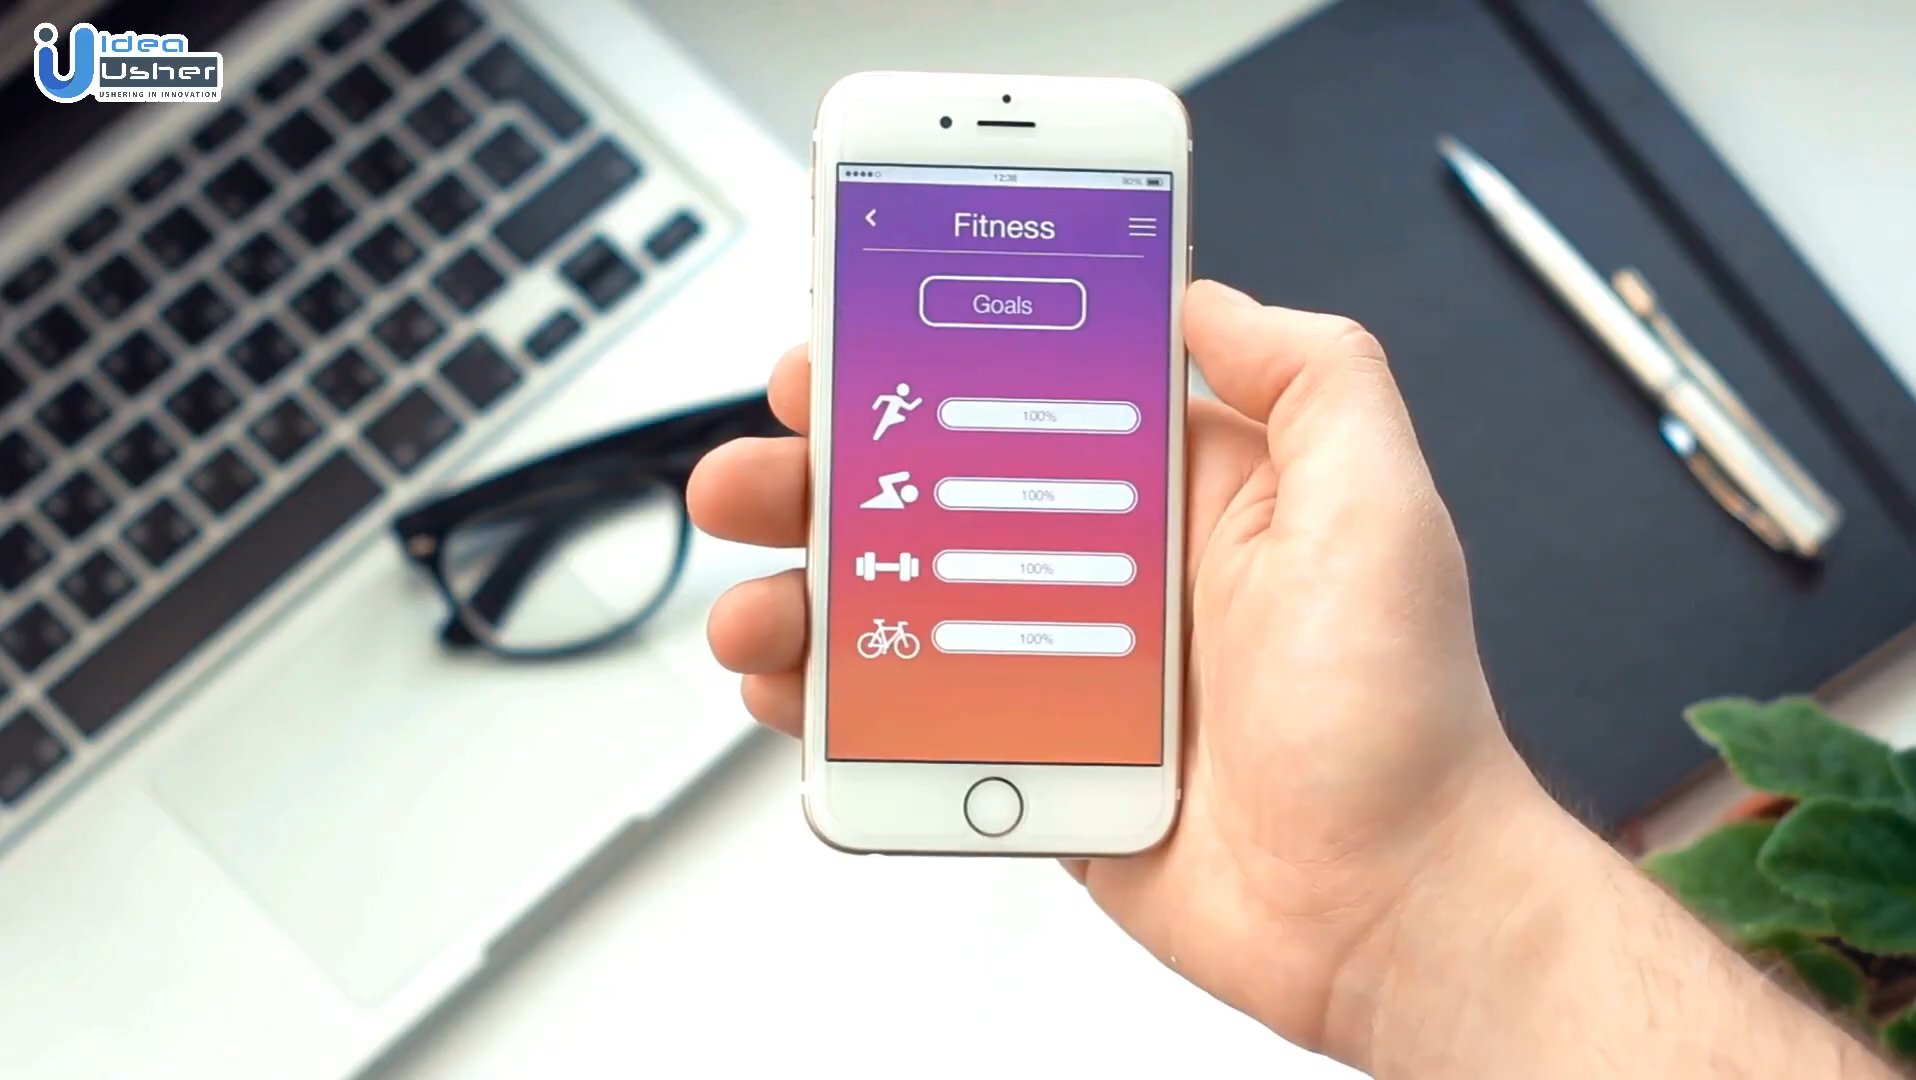 Idea
Usher
USHERING IN INNOVATION
12:38
Fitness
Goals
100%
100%
100%
100%